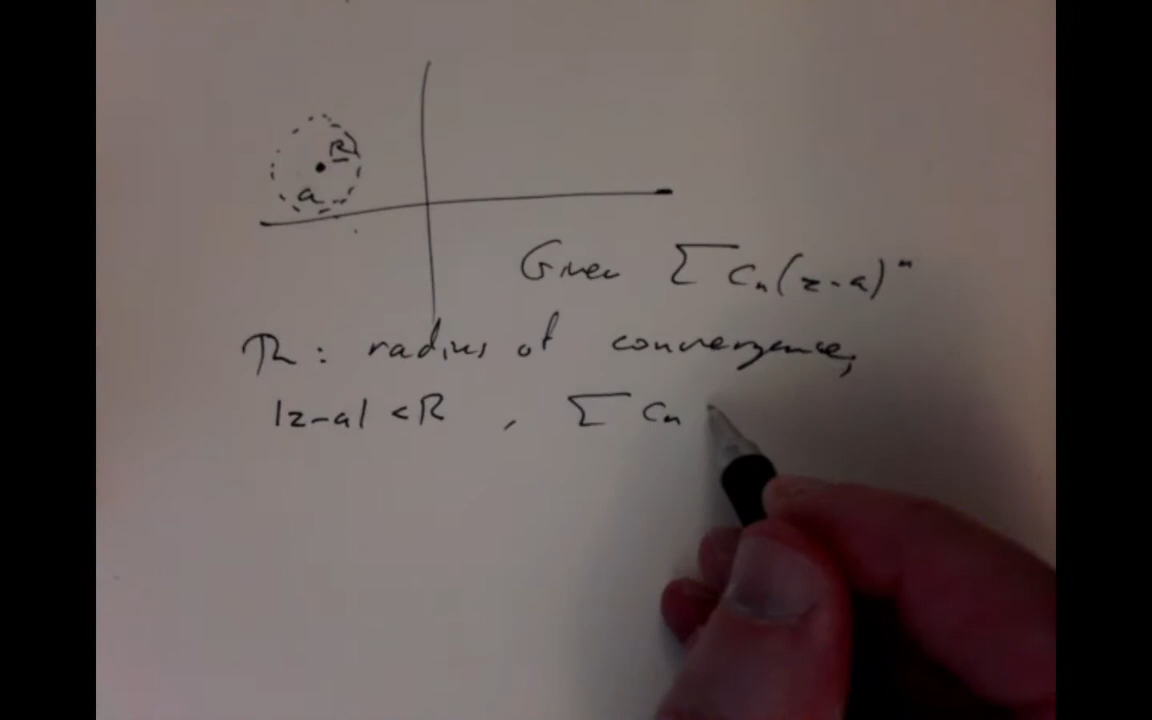 R
a
Given Σ Cₙ(z-a)ⁿ
R: radius of convergence;
|z-a| < R , Σ Cₙ